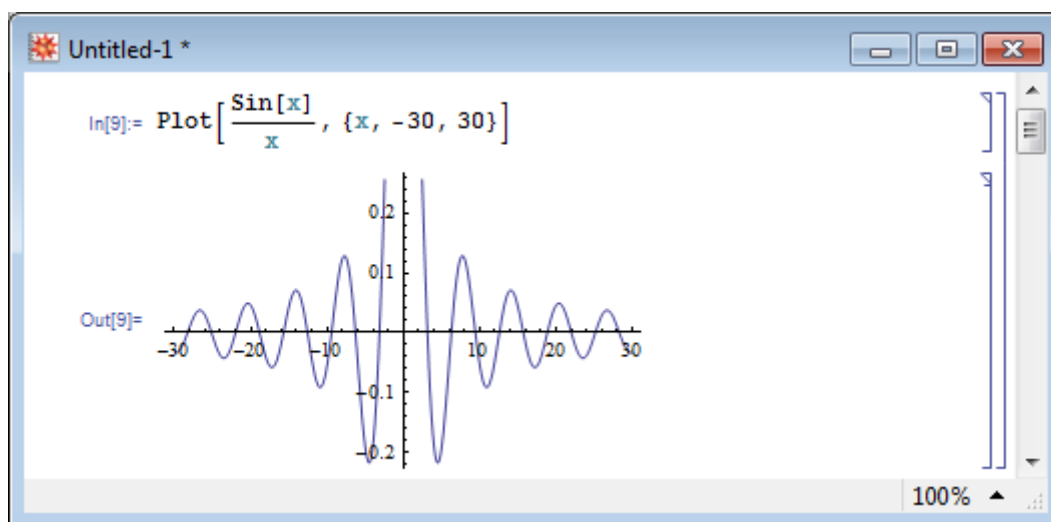 Untitled-1 *
In[9]:= Plot[Sin[x]/x, {x, -30, 30}]
0.2
0.1
Out[9]=
-30 -20 -10 10 20 30
-0.1
-0.2
100%